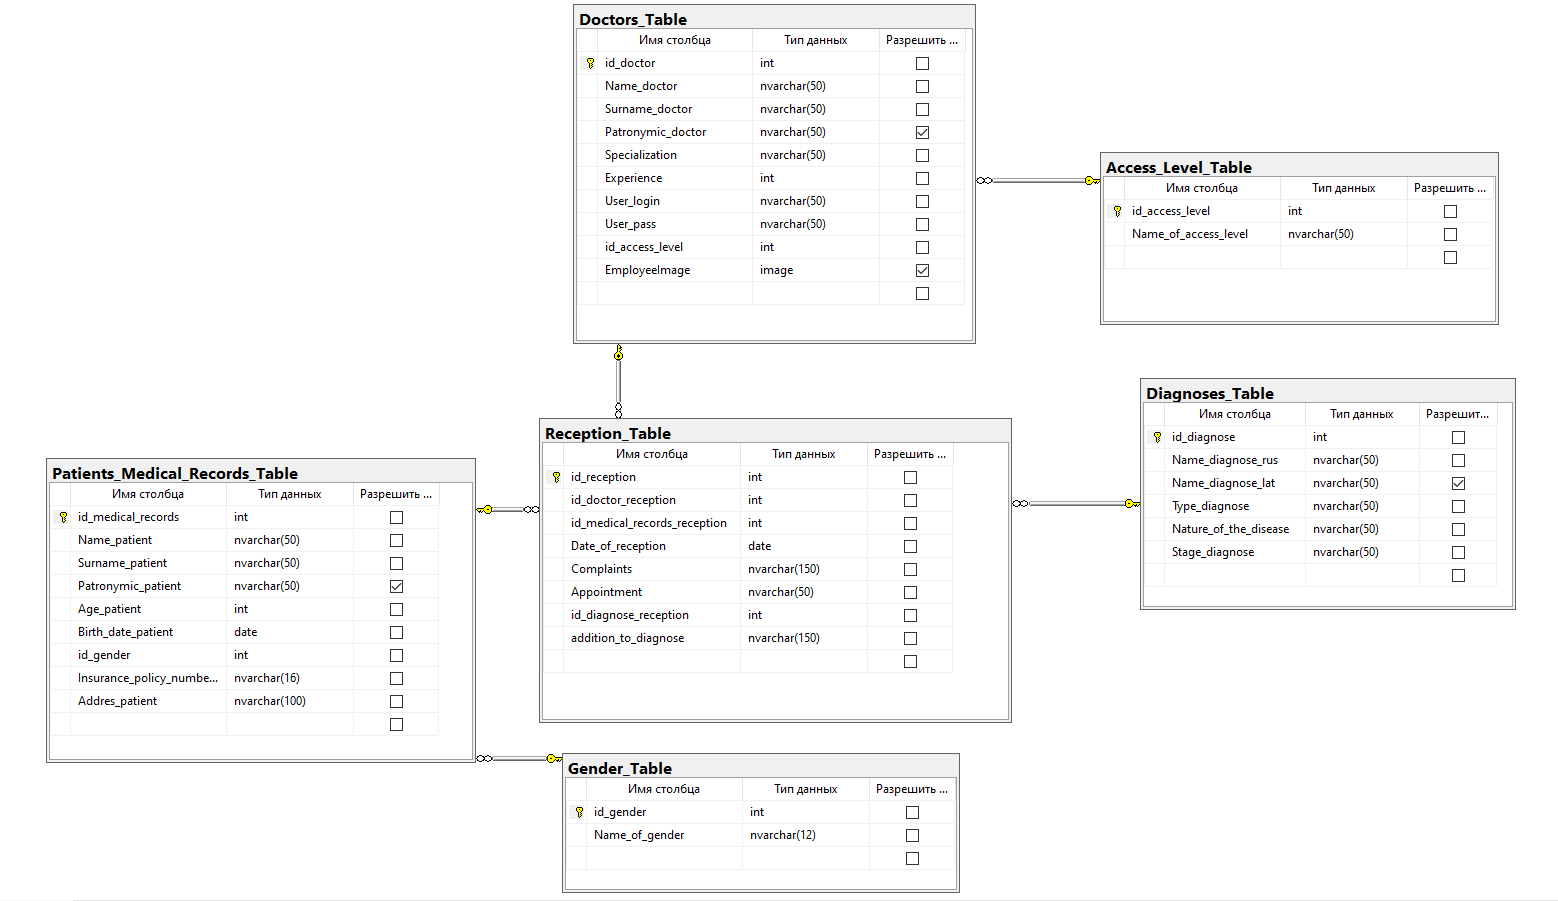 Doctors_Table
Имя столбца Тип данных Разрешить ...
id_doctor int
Name_doctor nvarchar(50)
Surname_doctor nvarchar(50)
Patronymic_doctor nvarchar(50)
Specialization nvarchar(50)
Experience int
User_login nvarchar(50)
User_pass nvarchar(50)
id_access_level int
EmployeeImage image
Access_Level_Table
Имя столбца Тип данных Разрешить ...
id_access_level int
Name_of_access_level nvarchar(50)
Diagnoses_Table
Имя столбца Тип данных Разрешит...
id_diagnose int
Name_diagnose_rus nvarchar(50)
Name_diagnose_lat nvarchar(50)
Type_diagnose nvarchar(50)
Nature_of_the_disease nvarchar(50)
Stage_diagnose nvarchar(50)
Reception_Table
Имя столбца Тип данных Разрешить ...
id_reception int
id_doctor_reception int
id_medical_records_reception int
Date_of_reception date
Complaints nvarchar(150)
Appointment nvarchar(50)
id_diagnose_reception int
addition_to_diagnose nvarchar(150)
Patients_Medical_Records_Table
Имя столбца Тип данных Разрешить ...
id_medical_records int
Name_patient nvarchar(50)
Surname_patient nvarchar(50)
Patronymic_patient nvarchar(50)
Age_patient int
Birth_date_patient date
id_gender int
Insurance_policy_numbe... nvarchar(16)
Addres_patient nvarchar(100)
Gender_Table
Имя столбца Тип данных Разрешить ...
id_gender int
Name_of_gender nvarchar(12)